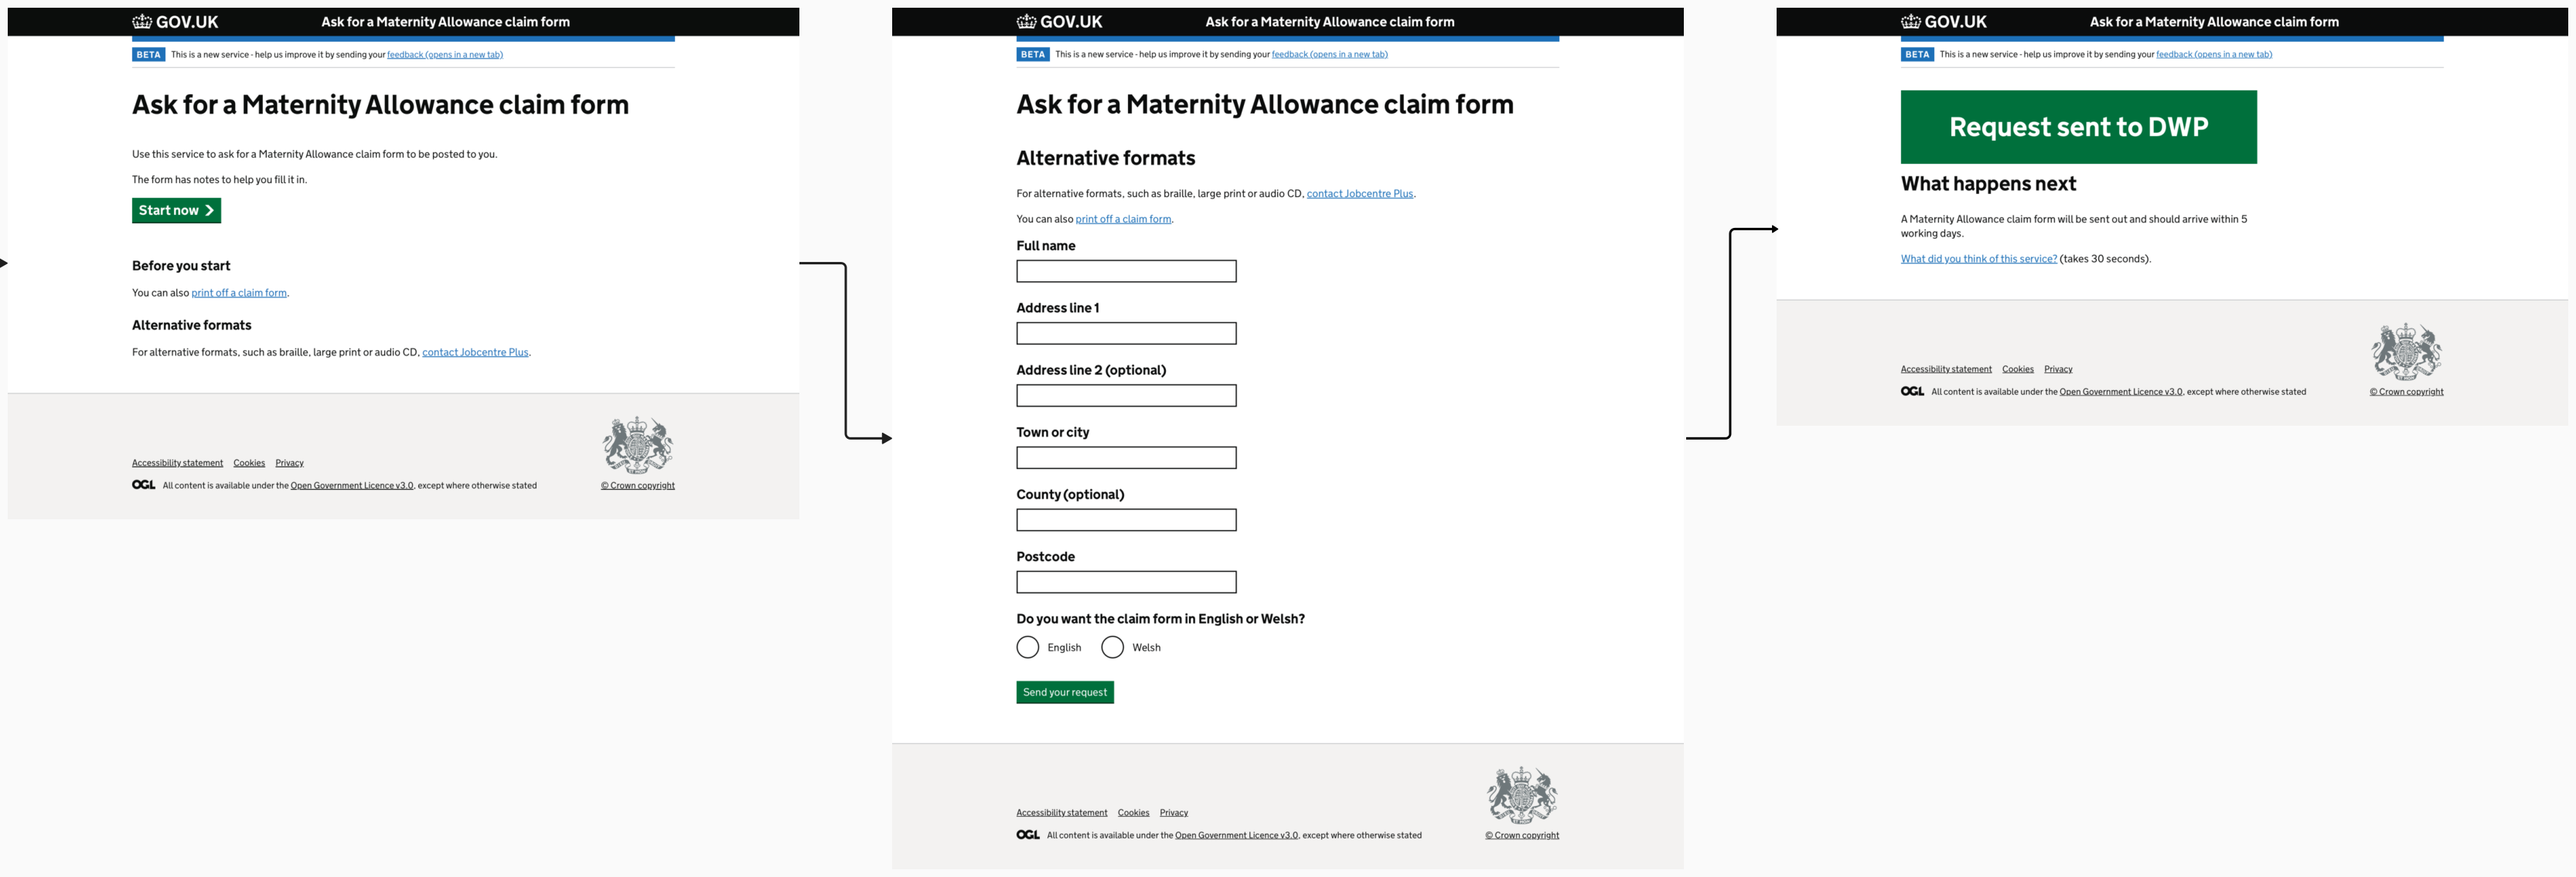 GOV.UK
Ask for a Maternity Allowance claim form
BETA This is a new service - help us improve it by sending your feedback (opens in a new tab)
Ask for a Maternity Allowance claim form
Use this service to ask for a Maternity Allowance claim form to be posted to you.
The form has notes to help you fill it in.
Start now
Before you start
You can also print off a claim form.
Alternative formats
For alternative formats, such as braille, large print or audio CD, contact Jobcentre Plus.
Accessibility statement Cookies Privacy
OGL All content is available under the Open Government Licence v3.0, except where otherwise stated
© Crown copyright
GOV.UK
Ask for a Maternity Allowance claim form
BETA This is a new service - help us improve it by sending your feedback (opens in a new tab)
Ask for a Maternity Allowance claim form
Alternative formats
For alternative formats, such as braille, large print or audio CD, contact Jobcentre Plus.
You can also print off a claim form.
Full name
Address line 1
Address line 2 (optional)
Town or city
County (optional)
Postcode
Do you want the claim form in English or Welsh?
English Welsh
Send your request
Accessibility statement Cookies Privacy
OGL All content is available under the Open Government Licence v3.0, except where otherwise stated
© Crown copyright
GOV.UK
Ask for a Maternity Allowance claim form
BETA This is a new service - help us improve it by sending your feedback (opens in a new tab)
Request sent to DWP
What happens next
A Maternity Allowance claim form will be sent out and should arrive within 5
working days.
What did you think of this service? (takes 30 seconds).
Accessibility statement Cookies Privacy
OGL All content is available under the Open Government Licence v3.0, except where otherwise stated
© Crown copyright